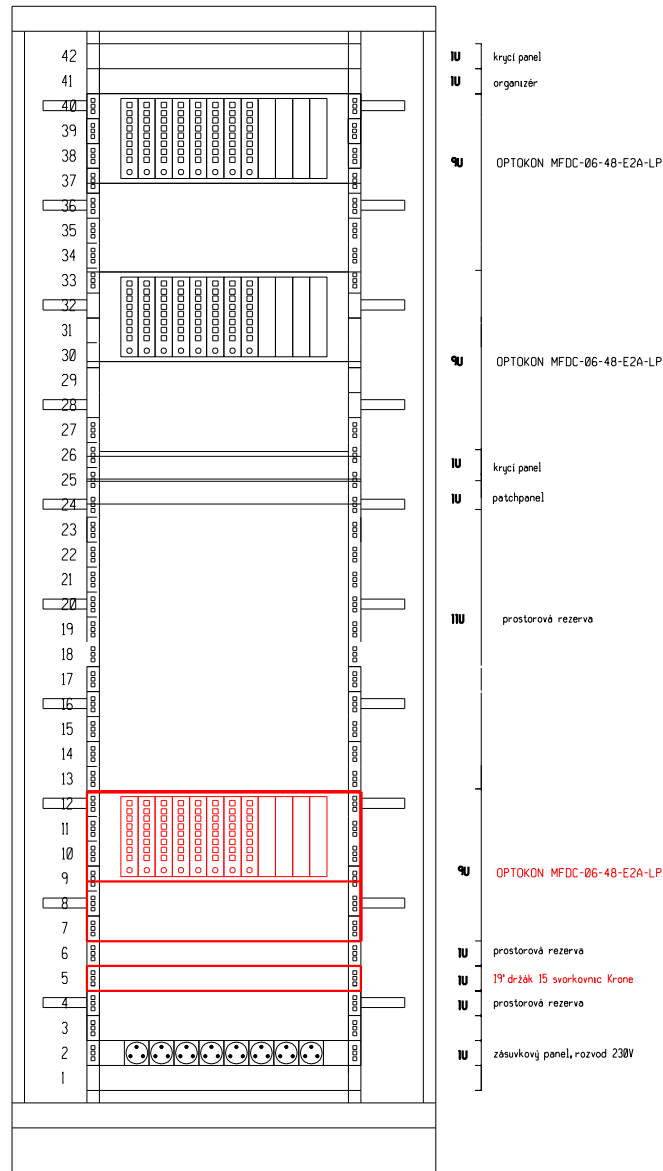 42 1U krycí panel
41 1U organizér
40
39
38 9U OPTOKON MFDC-06-48-E2A-LP
37
36
35
34
33
32
31
30 9U OPTOKON MFDC-06-48-E2A-LP
29
28
27
26 1U krycí panel
25
24 1U patchpanel
23
22
21
20
19 11U prostorová rezerva
18
17
16
15
14
13
12
11
10
9 9U OPTOKON MFDC-06-48-E2A-LP
8
7
6 1U prostorová rezerva
5 1U 19" držák 15 svorkovnic Krone
4 1U prostorová rezerva
3
2 1U zásuvkový panel, rozvod 230V
1